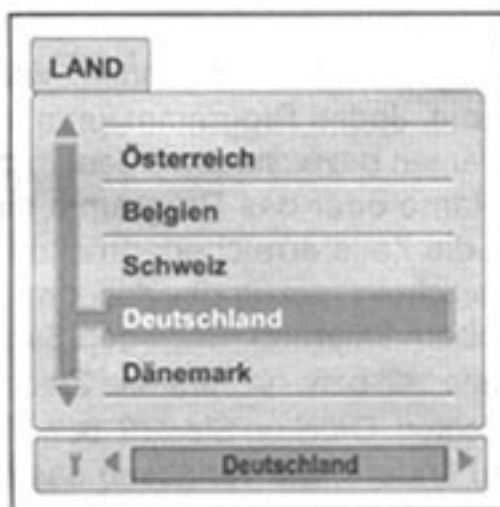 LAND
Österreich
Belgien
Schweiz
Deutschland
Dänemark
Deutschland